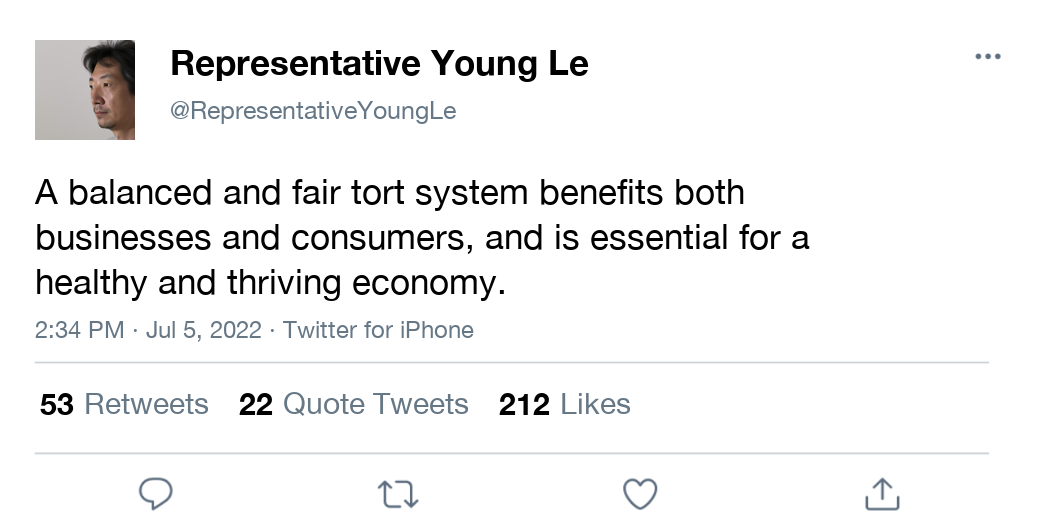 Representative Young Le
@RepresentativeYoungLe
A balanced and fair tort system benefits both
businesses and consumers, and is essential for a
healthy and thriving economy.
2:34 PM · Jul 5, 2022 · Twitter for iPhone
53 Retweets 22 Quote Tweets 212 Likes